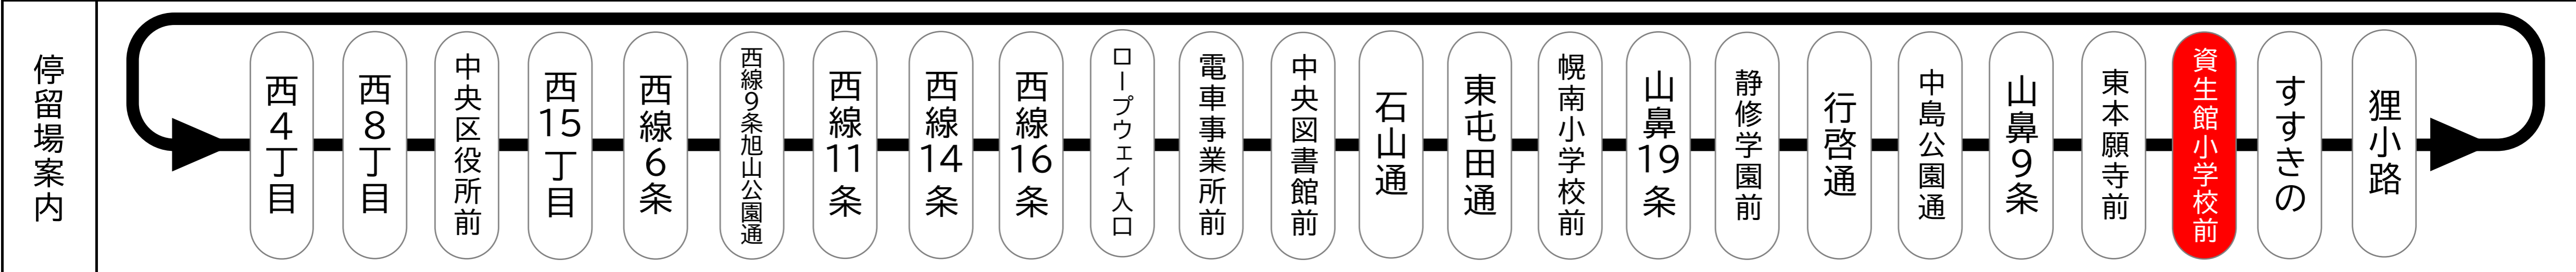 停留場案内
西4丁目
西8丁目
中央区役所前
西15丁目
西線6条
西線9条旭山公園通
西線11条
西線14条
西線16条
ロープウェイ入口
電車事業所前
中央図書館前
石山通
東屯田通
幌南小学校前
山鼻19条
静修学園前
行啓通
中島公園通
山鼻9条
東本願寺前
資生館小学校前
すすきの
狸小路